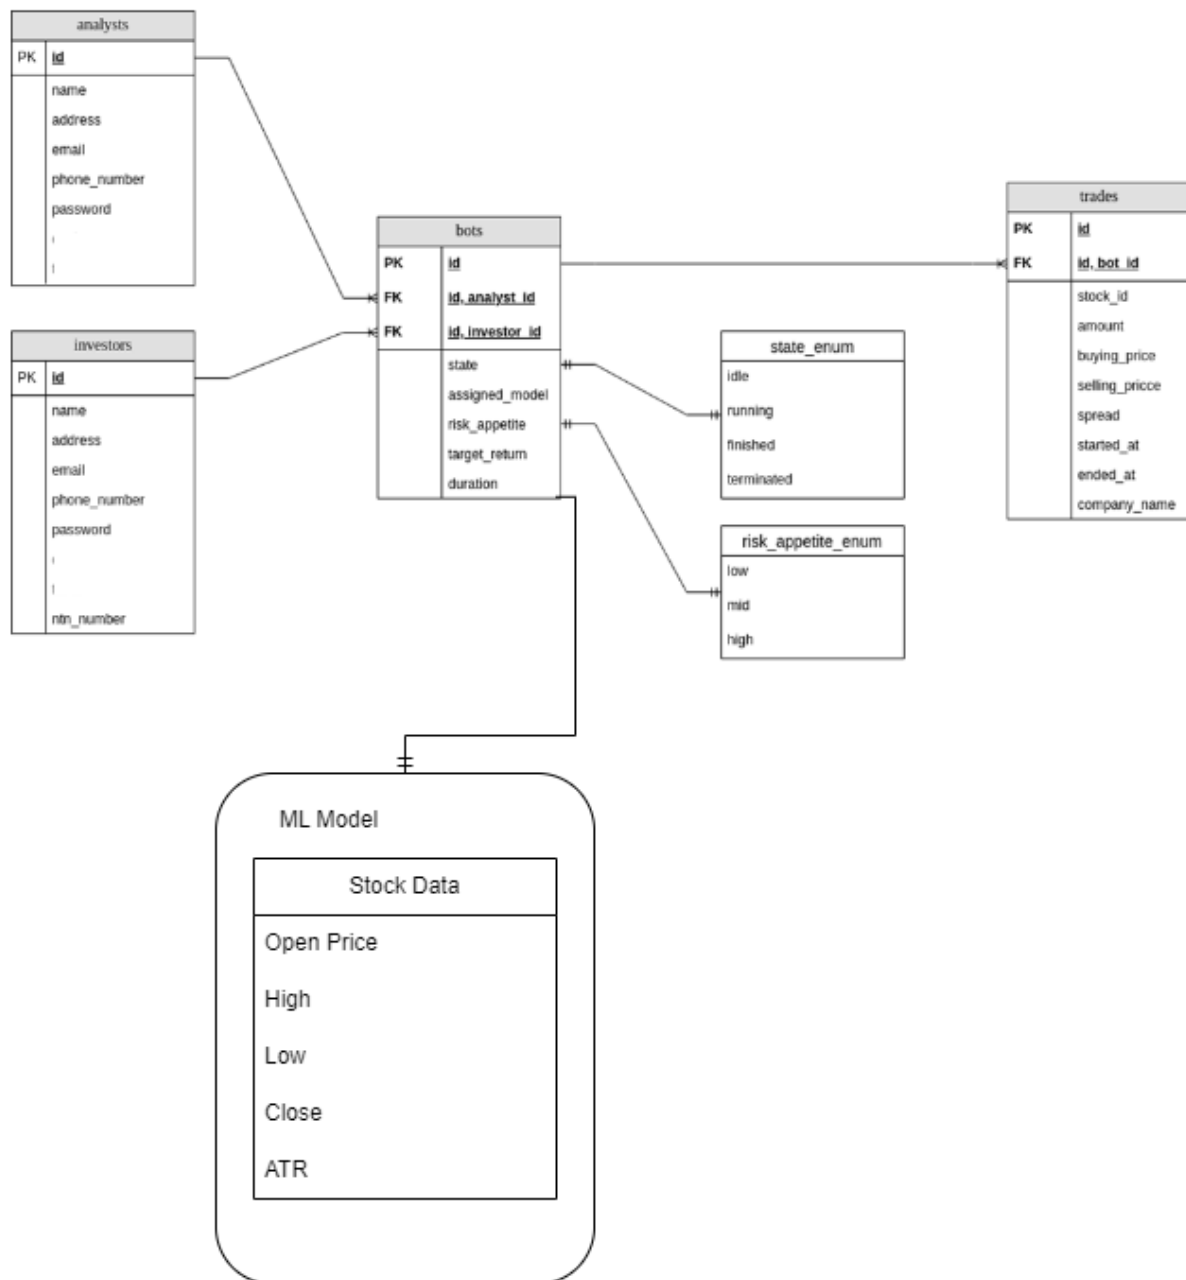 analysts
PK id
name
address
email
phone_number
password
investors
PK id
name
address
email
phone_number
password
ntn_number
bots
PK id
FK id, analyst_id
FK id, investor_id
state
assigned_model
risk_appetite
target_return
duration
state_enum
idle
running
finished
terminated
risk_appetite_enum
low
mid
high
trades
PK id
FK id, bot_id
stock_id
amount
buying_price
selling_pricce
spread
started_at
ended_at
company_name
ML Model
Stock Data
Open Price
High
Low
Close
ATR